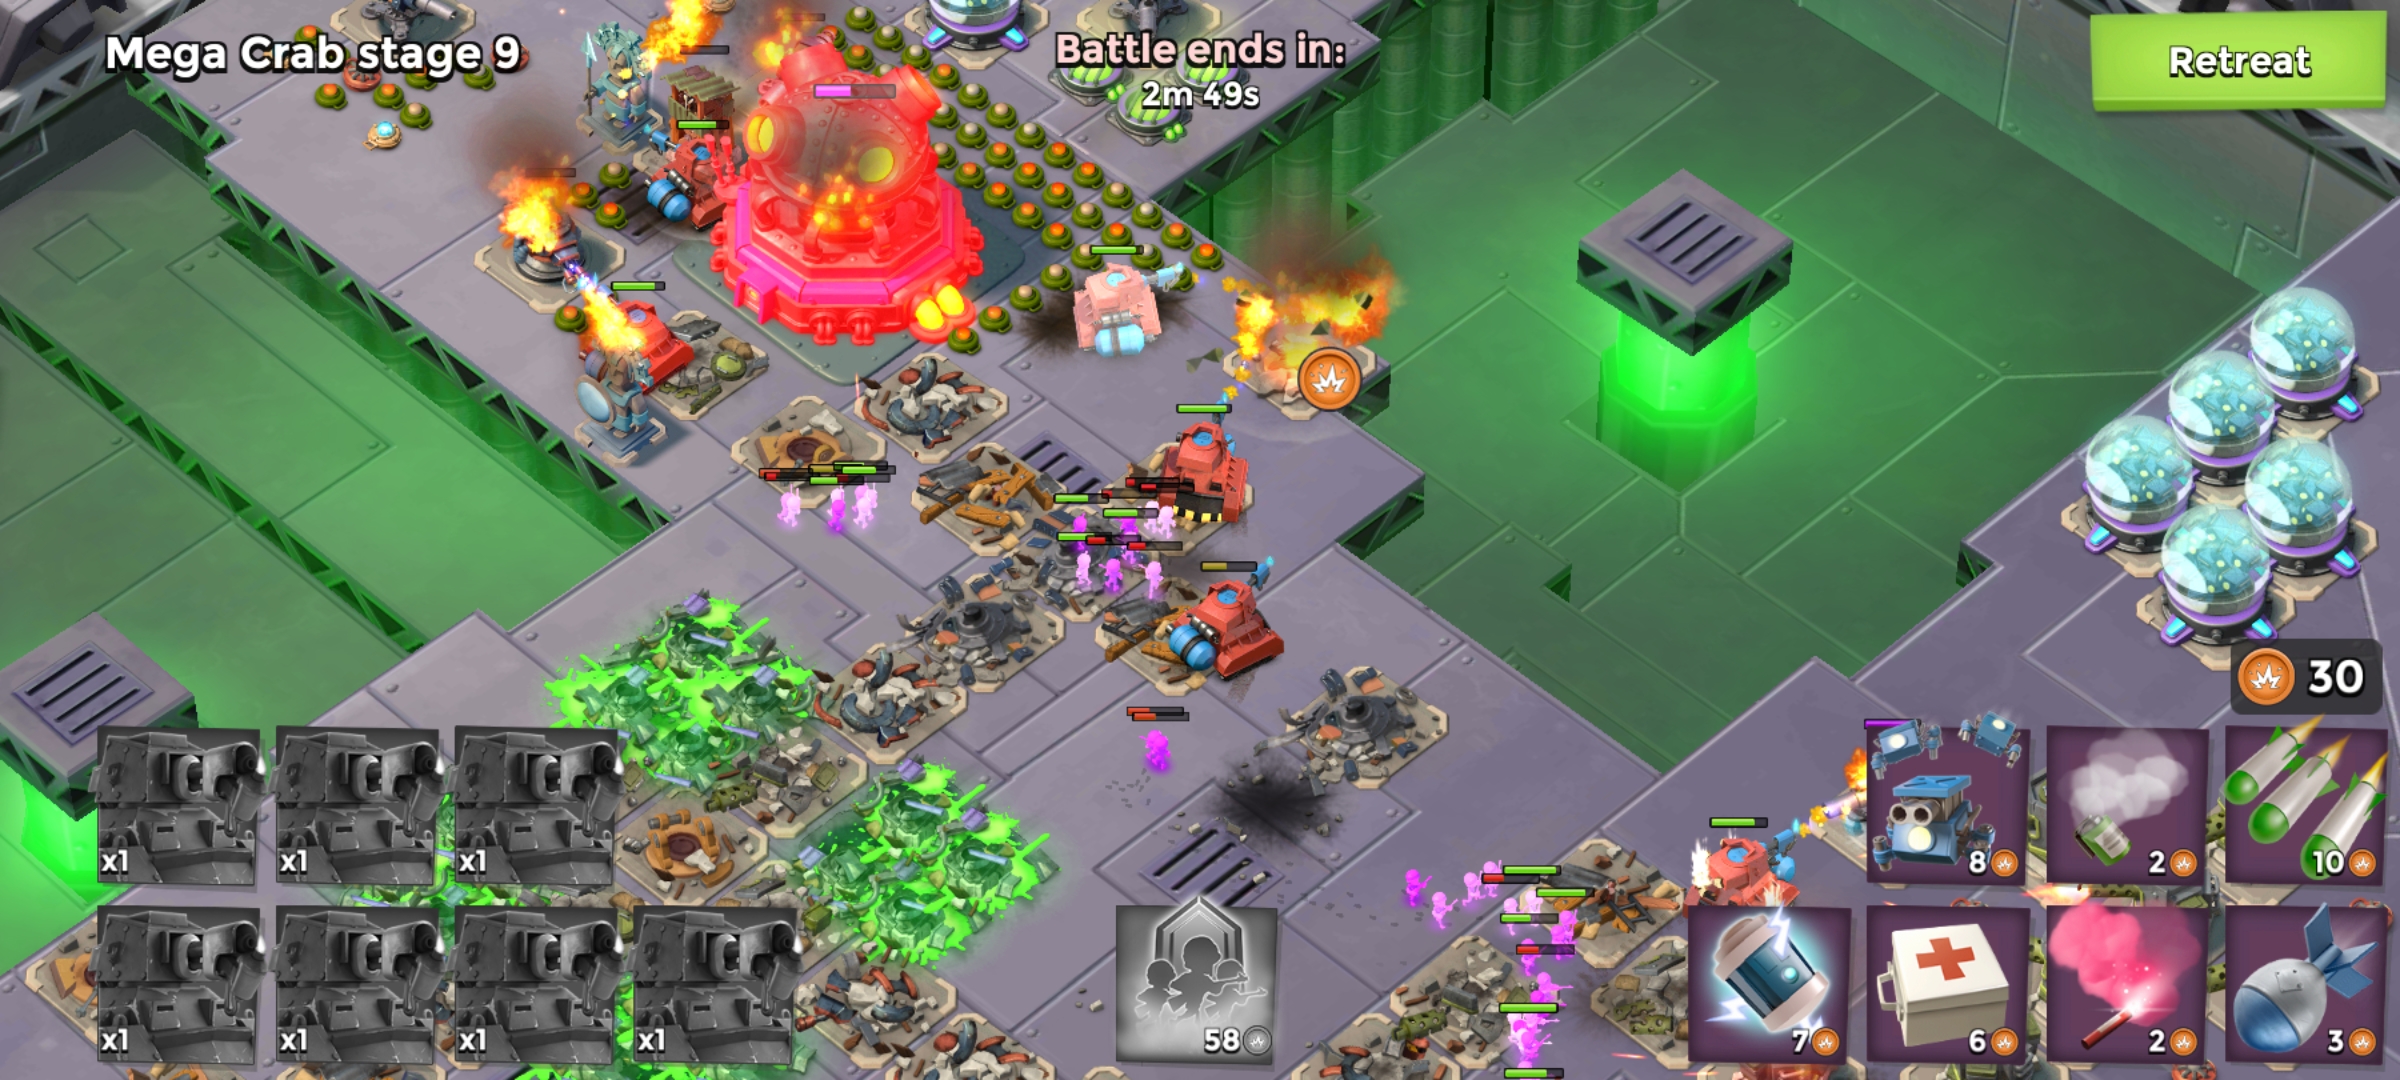 Mega Crab stage 9
Battle ends in:
2m 49s
Retreat
30
8
2
10
x1
x1
x1
x1
x1
x1
x1
58
7
6
2
3